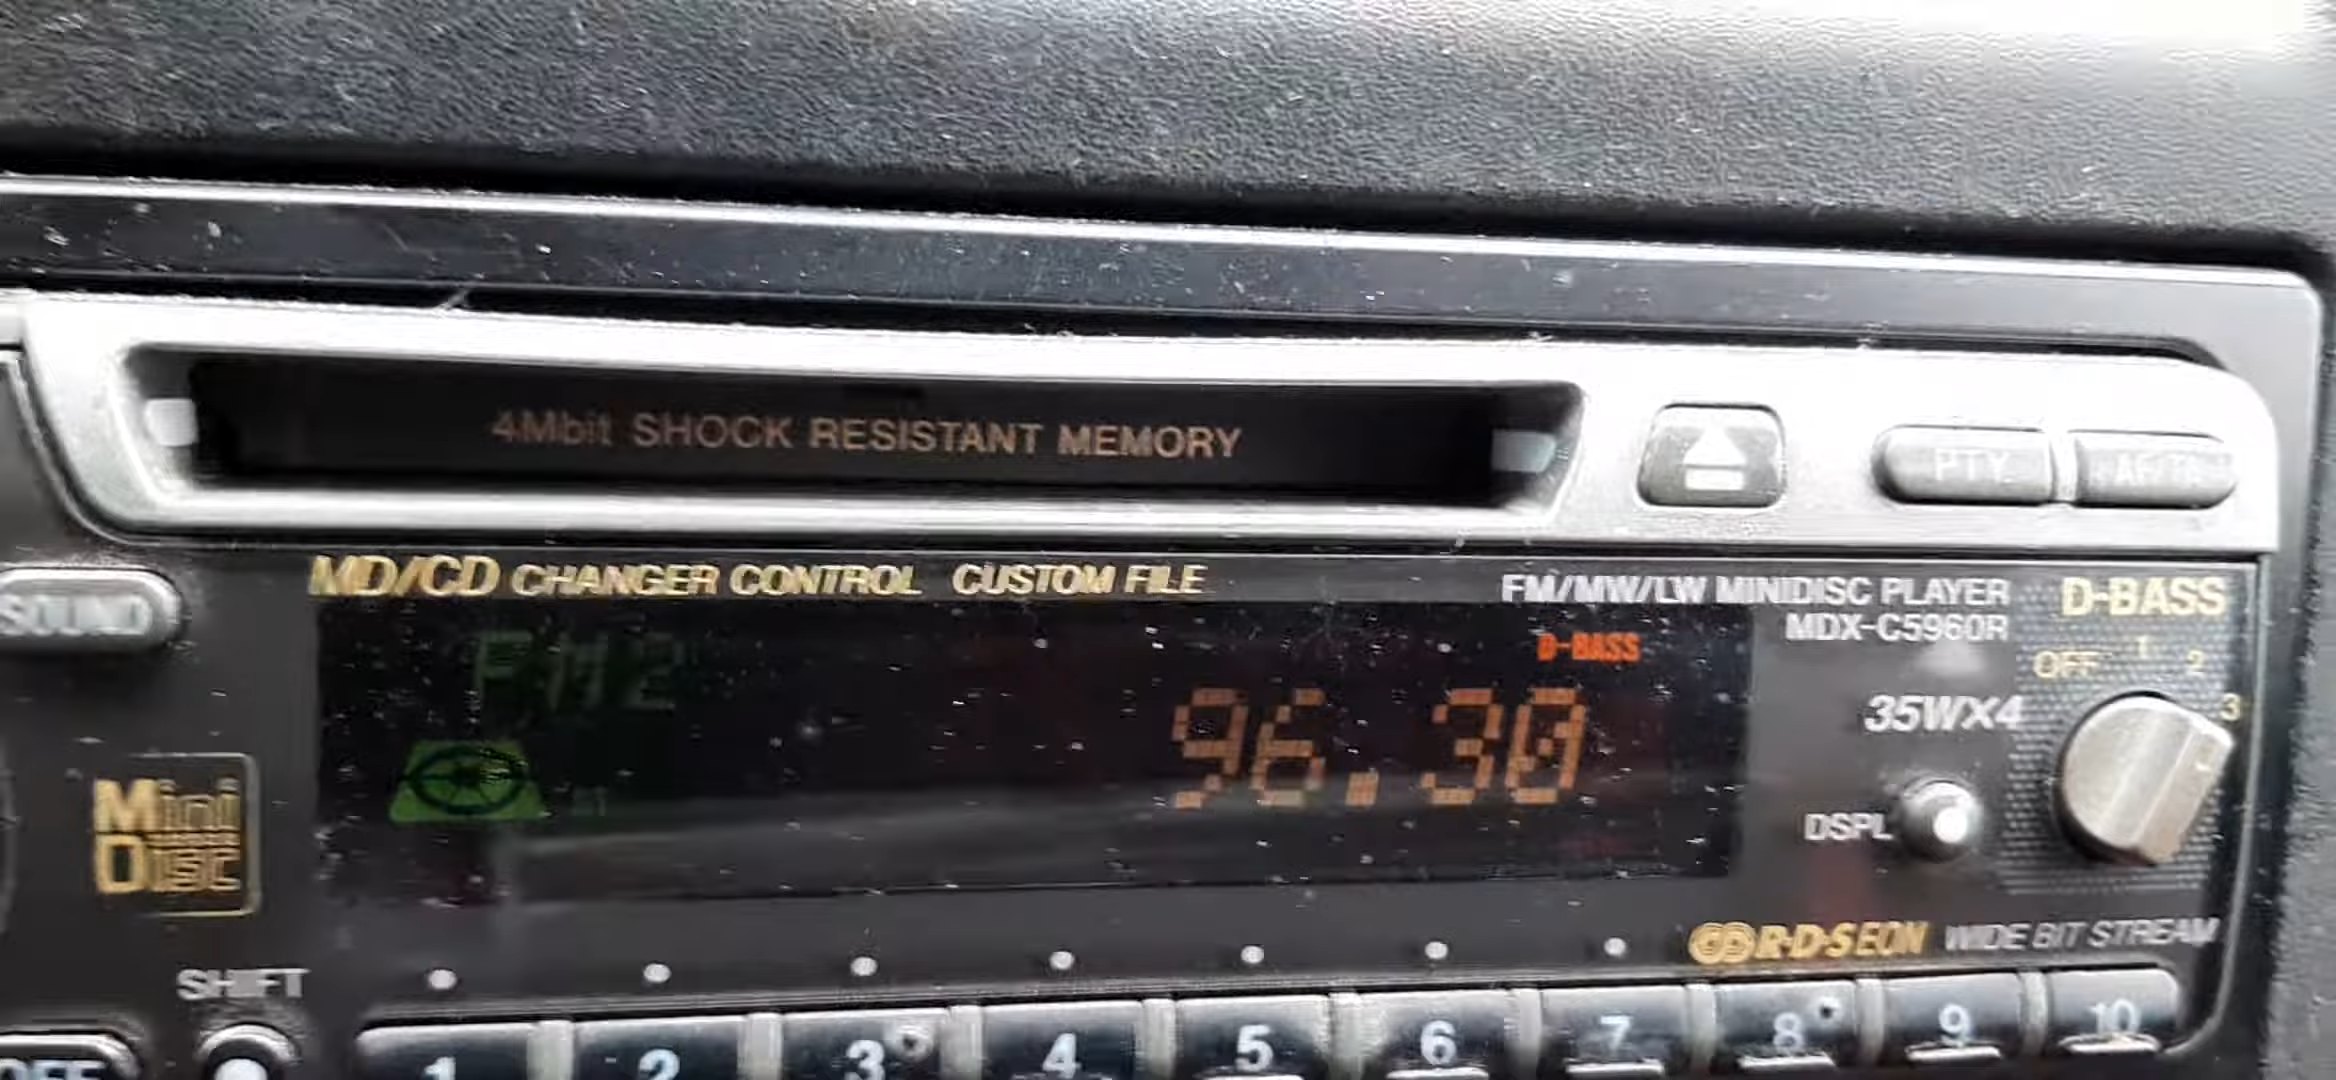 4Mbit SHOCK RESISTANT MEMORY
PTY AF/TA
MD/CD CHANGER CONTROL CUSTOM FILE
FM/MW/LW MINIDISC PLAYER
MDX-C5960R
D-BASS
OFF 1 2 3
SOUND
FM2
D-BASS
96.30
35WX4
DSPL
Mini
Disc
R·D·S EON WIDE BIT STREAM
SHIFT
OFF
1 2 3 4 5 6 7 8 9 10